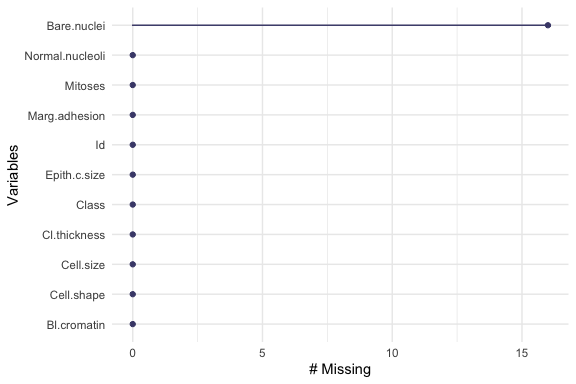 Bare.nuclei
Normal.nucleoli
Mitoses
Marg.adhesion
Id
Epith.c.size
Class
Cl.thickness
Cell.size
Cell.shape
Bl.cromatin
Variables
0 5 10 15
# Missing